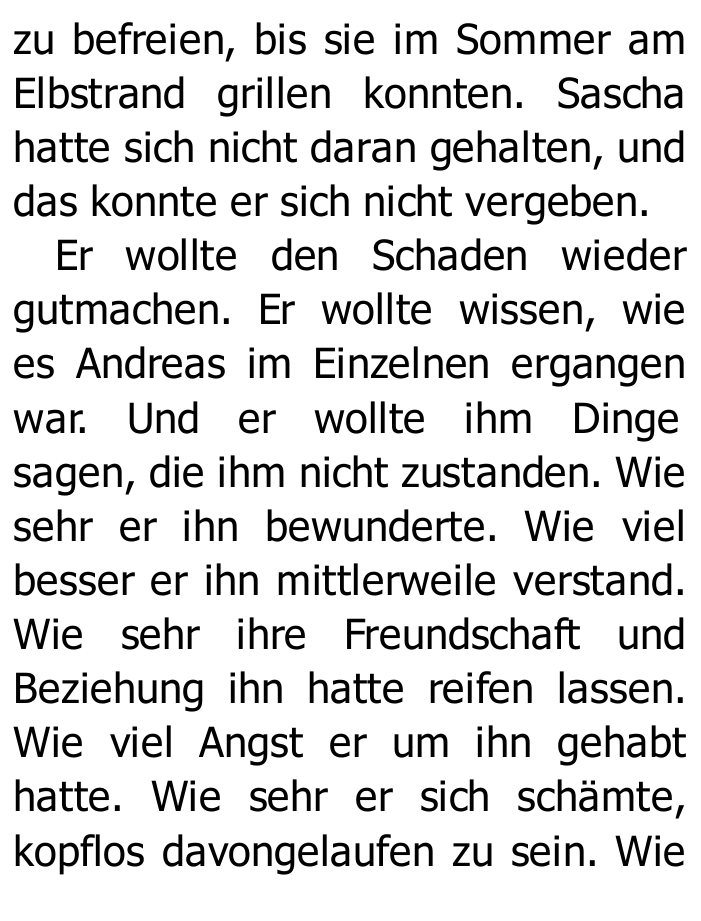 zu befreien, bis sie im Sommer am
Elbstrand grillen konnten. Sascha
hatte sich nicht daran gehalten, und
das konnte er sich nicht vergeben.
Er wollte den Schaden wieder
gutmachen. Er wollte wissen, wie
es Andreas im Einzelnen ergangen
war. Und er wollte ihm Dinge
sagen, die ihm nicht zustanden. Wie
sehr er ihn bewunderte. Wie viel
besser er ihn mittlerweile verstand.
Wie sehr ihre Freundschaft und
Beziehung ihn hatte reifen lassen.
Wie viel Angst er um ihn gehabt
hatte. Wie sehr er sich schämte,
kopflos davongelaufen zu sein. Wie